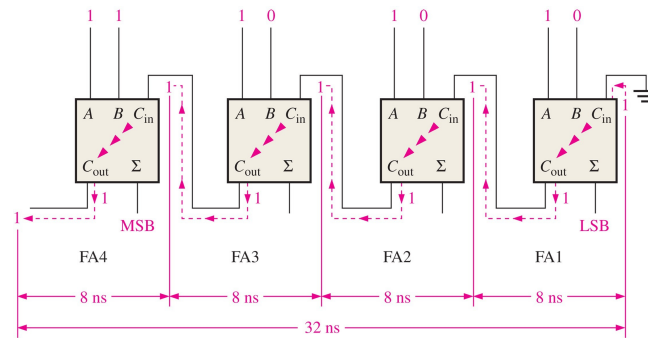 1 1 1 0 1 0 1 0
A B Cin 1 A B Cin 1 A B Cin 1 A B Cin 1
Cout Σ Cout Σ Cout Σ Cout Σ
1 1 1 1
1 MSB LSB
FA4 FA3 FA2 FA1
8 ns 8 ns 8 ns 8 ns
32 ns